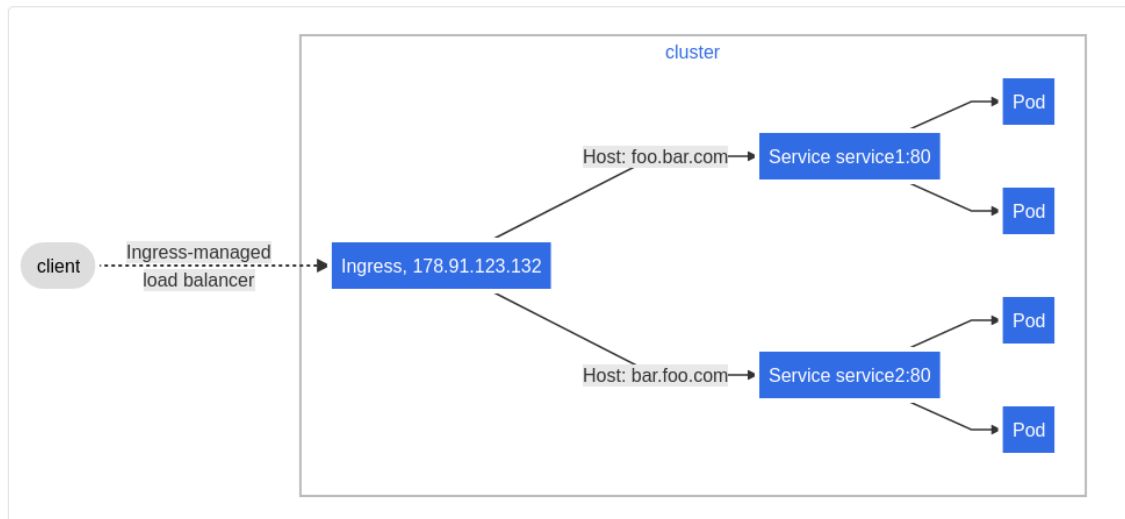 cluster
Pod
Host: foo.bar.com
Service service1:80
Pod
client
Ingress-managed
load balancer
Ingress, 178.91.123.132
Pod
Host: bar.foo.com
Service service2:80
Pod